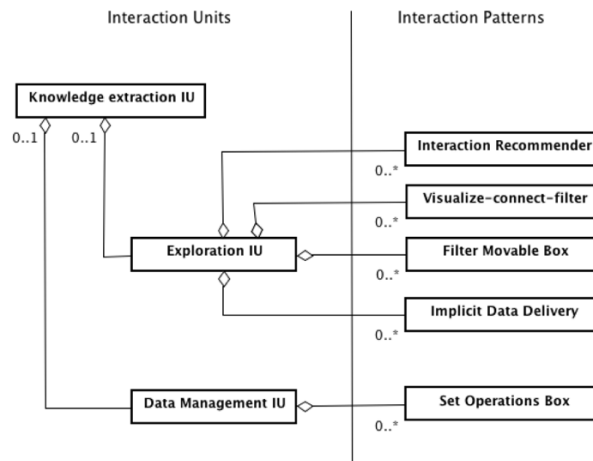 Interaction Units
Interaction Patterns
Knowledge extraction IU
0..1
0..1
Interaction Recommender
0..*
Visualize-connect-filter
0..*
Exploration IU
Filter Movable Box
0..*
Implicit Data Delivery
0..*
Data Management IU
Set Operations Box
0..*